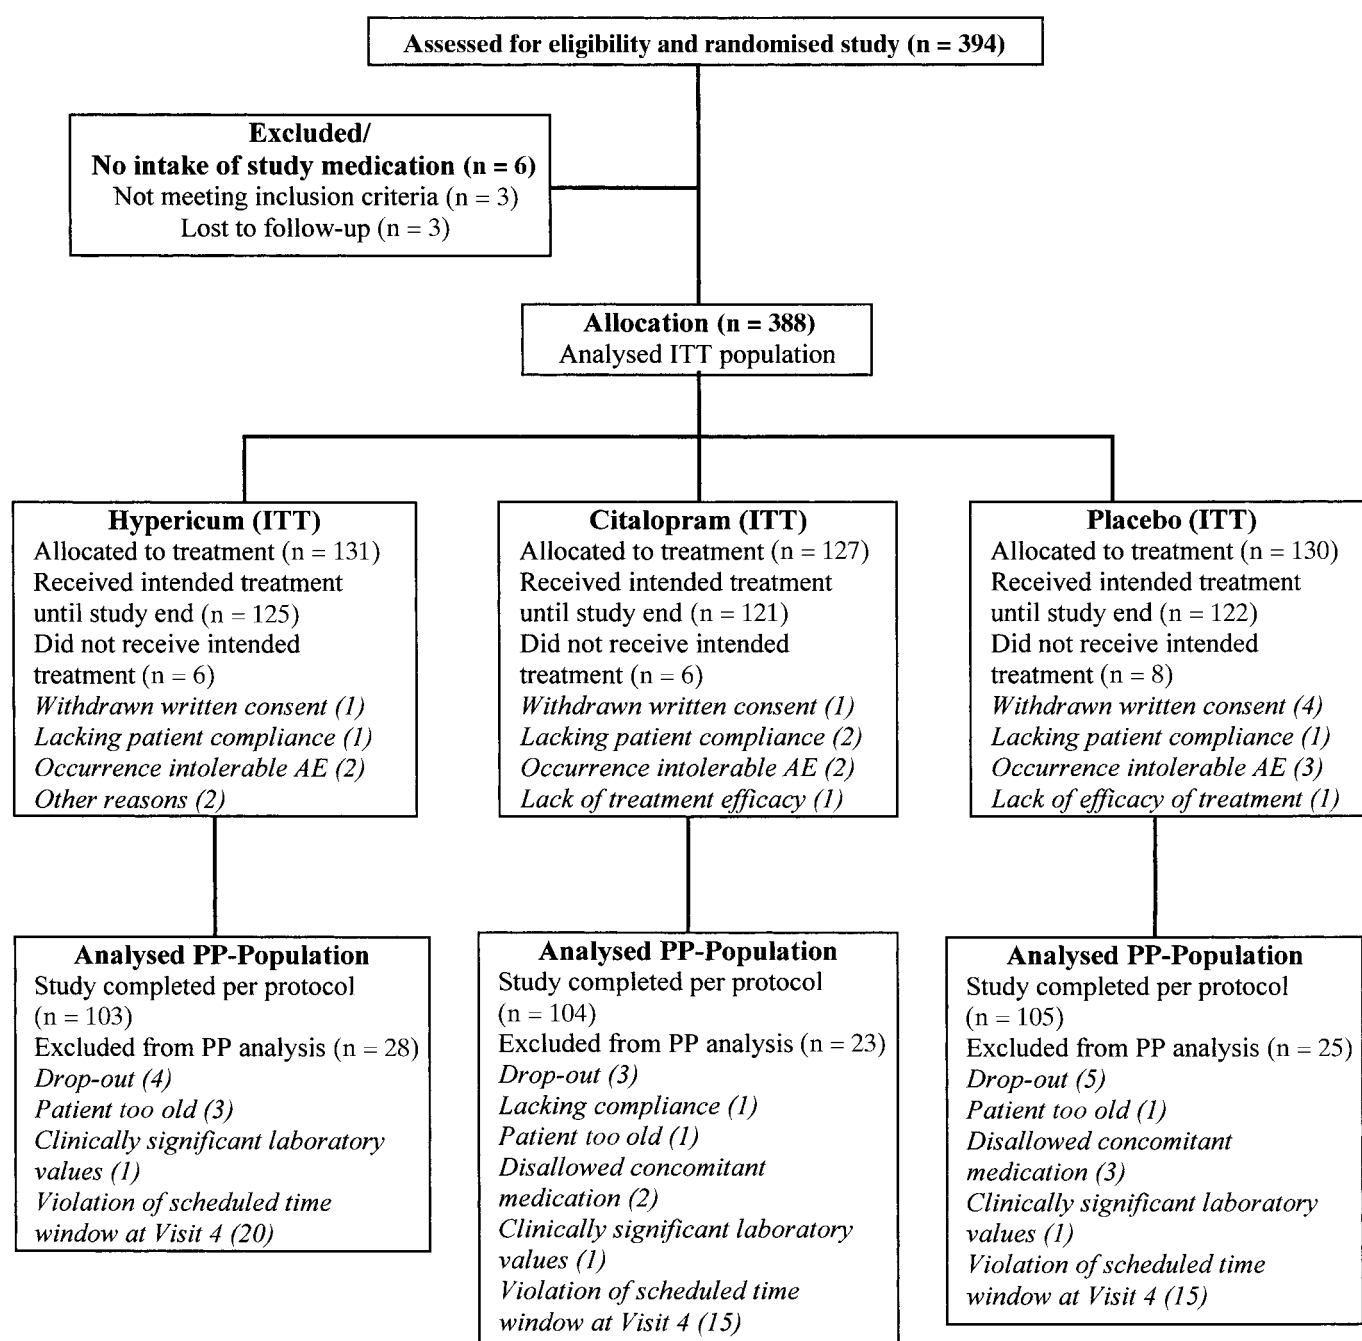 Assessed for eligibility and randomised study (n = 394)
Excluded/
No intake of study medication (n = 6)
Not meeting inclusion criteria (n = 3)
Lost to follow-up (n = 3)
Allocation (n = 388)
Analysed ITT population
Hypericum (ITT)
Allocated to treatment (n = 131)
Received intended treatment
until study end (n = 125)
Did not receive intended
treatment (n = 6)
Withdrawn written consent (1)
Lacking patient compliance (1)
Occurrence intolerable AE (2)
Other reasons (2)
Citalopram (ITT)
Allocated to treatment (n = 127)
Received intended treatment
until study end (n = 121)
Did not receive intended
treatment (n = 6)
Withdrawn written consent (1)
Lacking patient compliance (2)
Occurrence intolerable AE (2)
Lack of treatment efficacy (1)
Placebo (ITT)
Allocated to treatment (n = 130)
Received intended treatment
until study end (n = 122)
Did not receive intended
treatment (n = 8)
Withdrawn written consent (4)
Lacking patient compliance (1)
Occurrence intolerable AE (3)
Lack of efficacy of treatment (1)
Analysed PP-Population
Study completed per protocol
(n = 103)
Excluded from PP analysis (n = 28)
Drop-out (4)
Patient too old (3)
Clinically significant laboratory
values (1)
Violation of scheduled time
window at Visit 4 (20)
Analysed PP-Population
Study completed per protocol
(n = 104)
Excluded from PP analysis (n = 23)
Drop-out (3)
Lacking compliance (1)
Patient too old (1)
Disallowed concomitant
medication (2)
Clinically significant laboratory
values (1)
Violation of scheduled time
window at Visit 4 (15)
Analysed PP-Population
Study completed per protocol
(n = 105)
Excluded from PP analysis (n = 25)
Drop-out (5)
Patient too old (1)
Disallowed concomitant
medication (3)
Clinically significant laboratory
values (1)
Violation of scheduled time
window at Visit 4 (15)